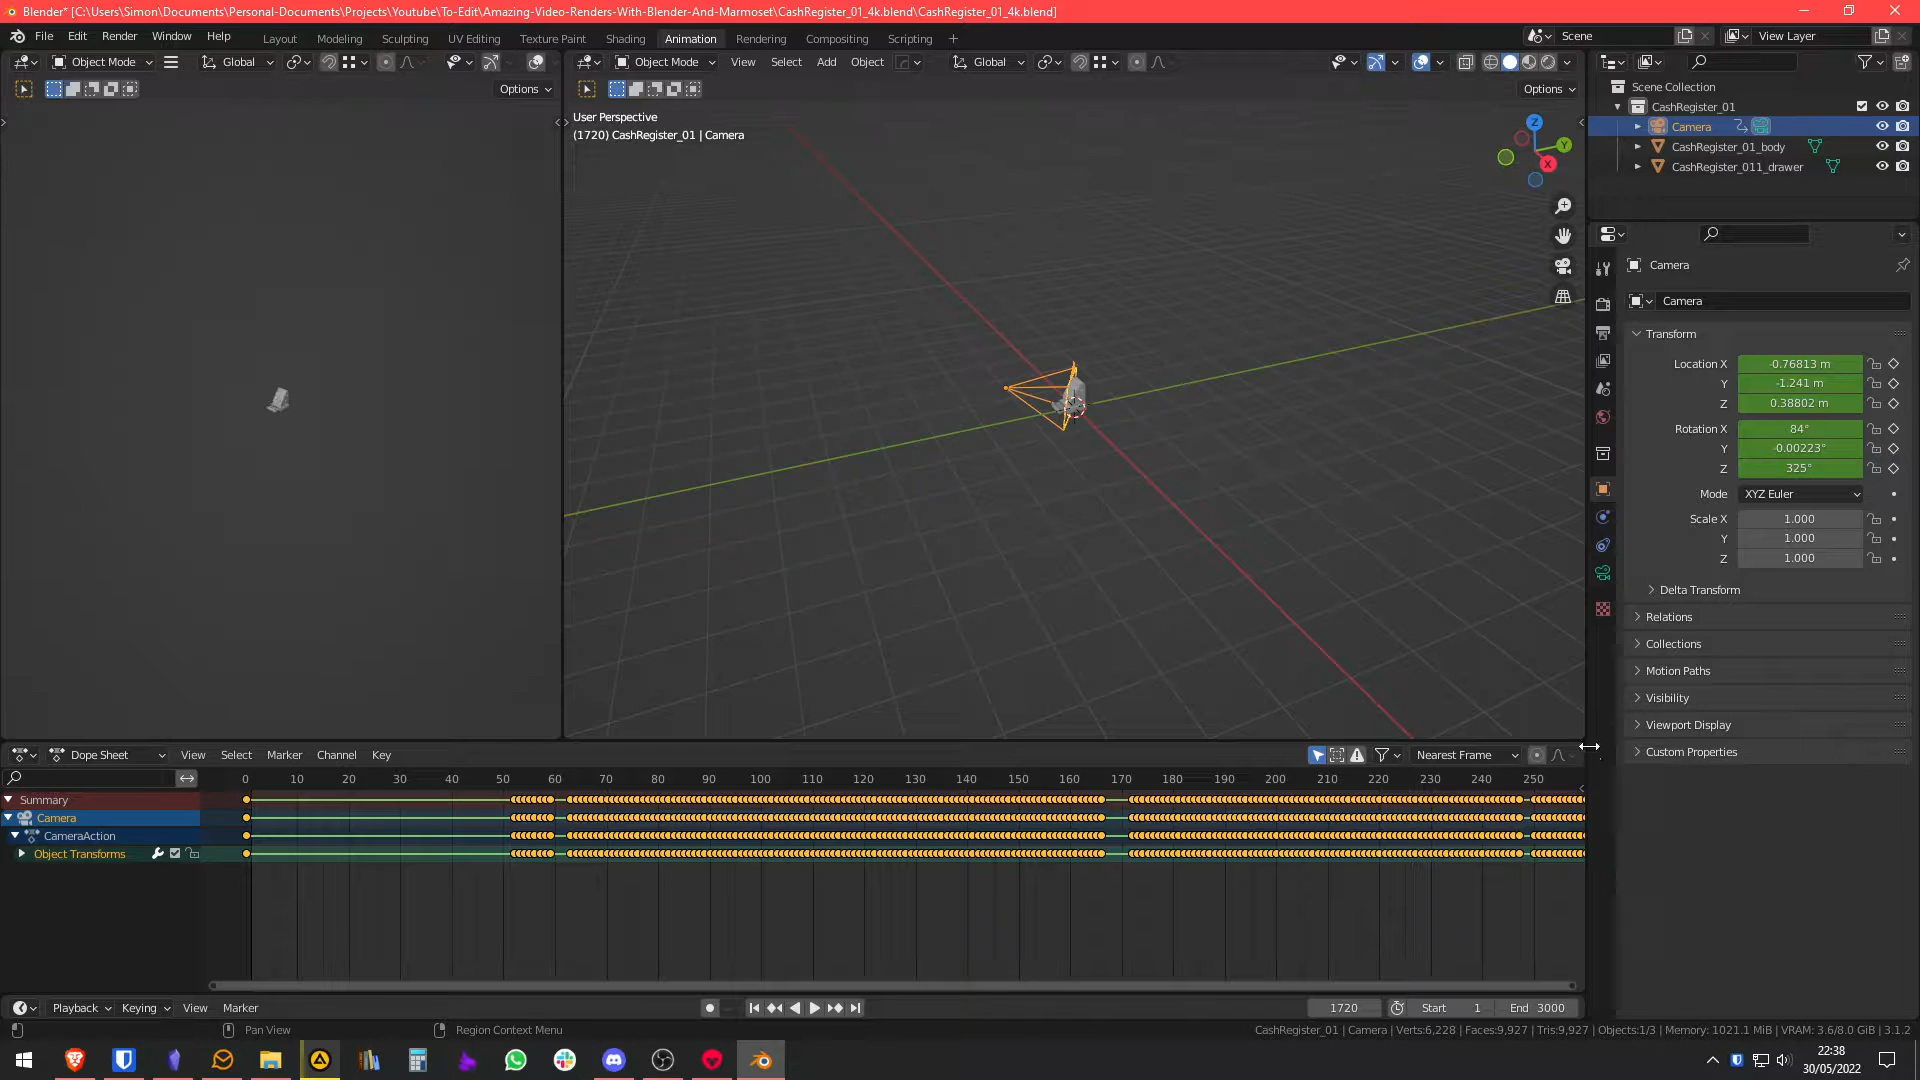 Blender* [C:\Users\Simon\Documents\Personal-Documents\Projects\Youtube\To-Edit\Amazing-Video-Renders-With-Blender-And-Marmoset\CashRegister_01_4k.blend\CashRegister_01_4k.blend]
File Edit Render Window Help Layout Modeling Sculpting UV Editing Texture Paint Shading Animation Rendering Compositing Scripting + Scene View Layer
Object Mode Global Object Mode View Select Add Object Global
Options Options
Scene Collection
CashRegister_01
Camera
CashRegister_01_body
CashRegister_011_drawer
User Perspective
(1720) CashRegister_01 | Camera
Z
Y
X
Camera
Camera
Transform
Location X -0.76813 m
Y -1.241 m
Z 0.38802 m
Rotation X 84°
Y -0.00223°
Z 325°
Mode XYZ Euler
Scale X 1.000
Y 1.000
Z 1.000
Delta Transform
Relations
Collections
Motion Paths
Visibility
Viewport Display
Custom Properties
Dope Sheet View Select Marker Channel Key Nearest Frame
0 10 20 30 40 50 60 70 80 90 100 110 120 130 140 150 160 170 180 190 200 210 220 230 240 250
Summary
Camera
CameraAction
Object Transforms
Playback Keying View Marker 1720 Start 1 End 3000
Pan View Region Context Menu CashRegister_01 | Camera | Verts:6,228 | Faces:9,927 | Tris:9,927 | Objects:1/3 | Memory: 1021.1 MiB | VRAM: 3.6/8.0 GiB | 3.1.2
22:38
30/05/2022